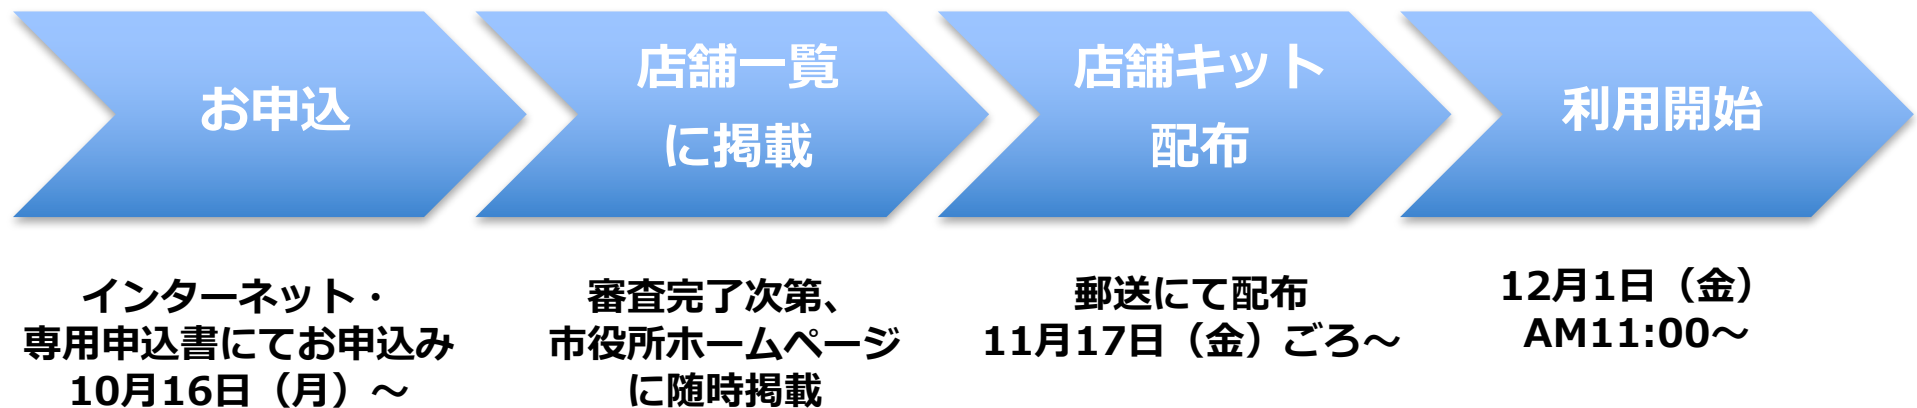 お申込
店舗一覧
に掲載
店舗キット
配布
利用開始
インターネット・
専用申込書にてお申込み
10月16日（月）～
審査完了次第、
市役所ホームページ
に随時掲載
郵送にて配布
11月17日（金）ごろ～
12月1日（金）
AM11:00～